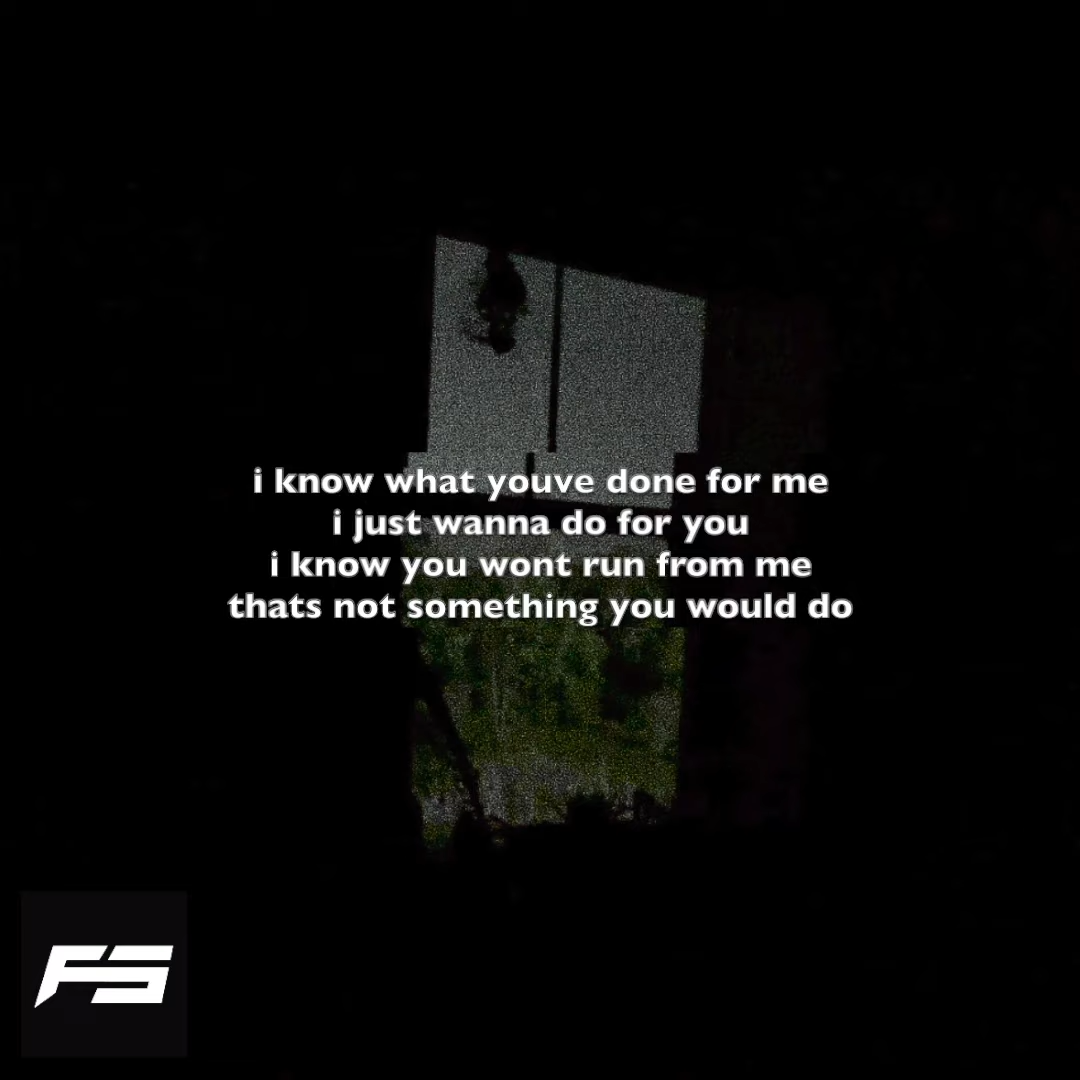 i know what youve done for me
i just wanna do for you
i know you wont run from me
thats not something you would do
FS